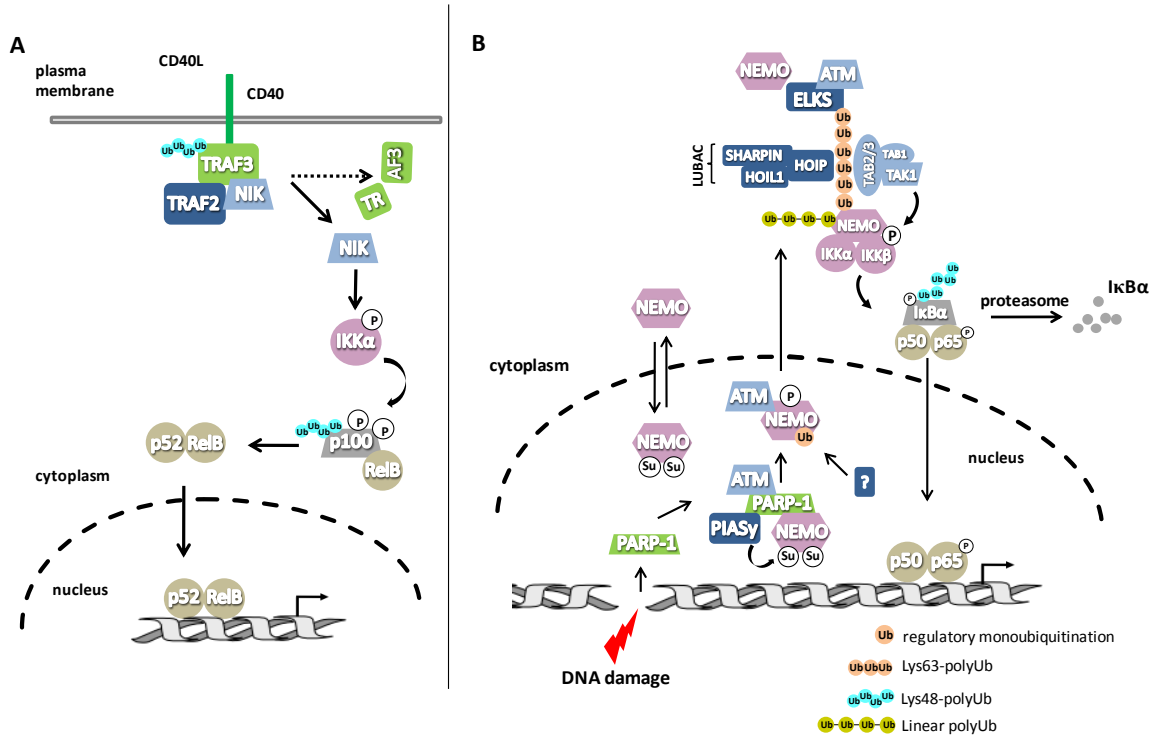 A
CD40L
plasma
membrane
CD40
Ub Ub Ub Ub
TRAF3
TRAF2
NIK
AF3
TR
NIK
P
IKKα
P
P
Ub Ub Ub Ub
p100
RelB
p52 RelB
cytoplasm
nucleus
p52 RelB
B
NEMO
ATM
ELKS
Ub
Ub
Ub
Ub
Ub
Ub
LUBAC
SHARPIN
HOIL1
HOIP
TAB2/3
TAB1
TAK1
Ub Ub Ub Ub
NEMO
P
IKKα IKKβ
Ub
Ub Ub
Ub Ub
P
IκBα
p50 p65
P
proteasome
IκBα
NEMO
cytoplasm
NEMO
Su Su
ATM
P
NEMO
Ub
?
nucleus
ATM
PARP-1
PIASy
NEMO
Su Su
PARP-1
p50 p65
P
DNA damage
Ub regulatory monoubiquitination
Ub Ub Ub Lys63-polyUb
Ub Ub Ub Ub Lys48-polyUb
Ub Ub Ub Ub Linear polyUb